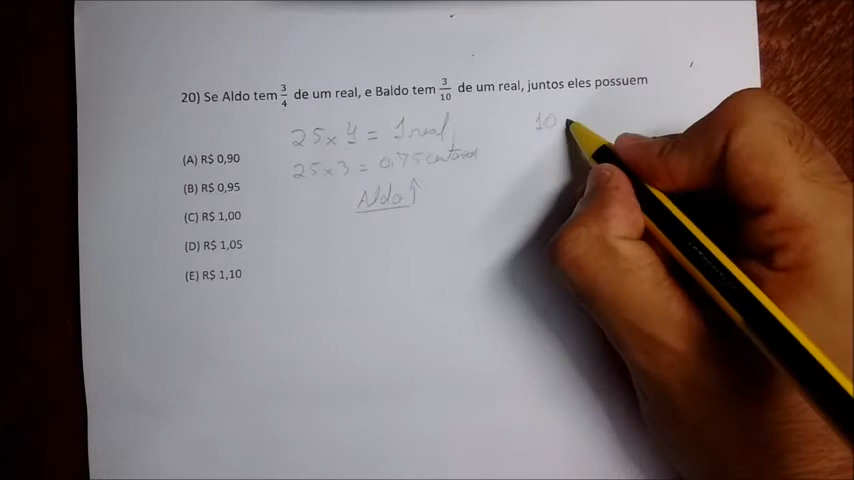 20) Se Aldo tem 3/4 de um real, e Baldo tem 3/10 de um real, juntos eles possuem
25 x 4 = 1 real
10
25 x 3 = 0,75 centavos
Aldo ↑
(A) R$ 0,90
(B) R$ 0,95
(C) R$ 1,00
(D) R$ 1,05
(E) R$ 1,10